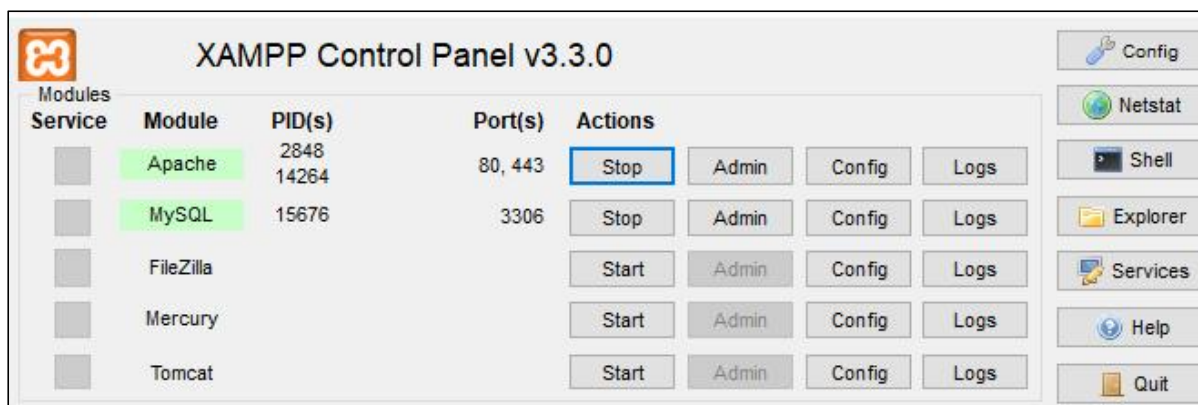 XAMPP Control Panel v3.3.0
Modules
Service Module PID(s) Port(s) Actions
Apache 2848 14264 80, 443 Stop Admin Config Logs
MySQL 15676 3306 Stop Admin Config Logs
FileZilla Start Admin Config Logs
Mercury Start Admin Config Logs
Tomcat Start Admin Config Logs
Config
Netstat
Shell
Explorer
Services
Help
Quit